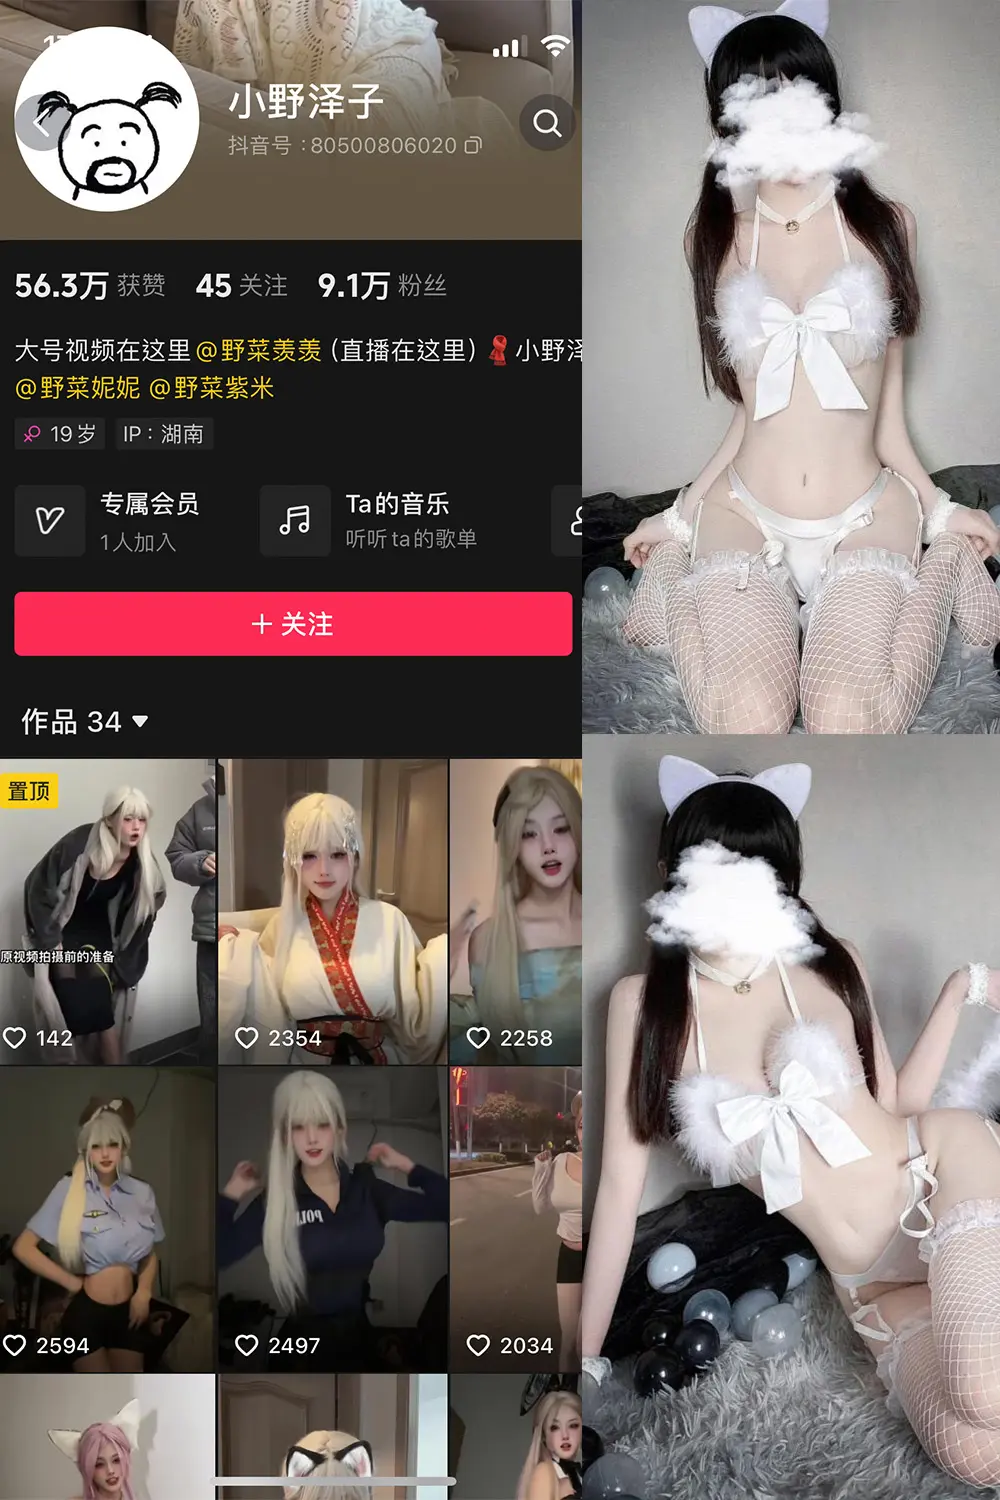 小野泽子
抖音号：80500806020
56.3万 获赞 45 关注 9.1万 粉丝
大号视频在这里@野菜羡羡 (直播在这里) 小野泽
@野菜妮妮 @野菜紫米
19岁 IP：湖南
专属会员
1人加入
Ta的音乐
听听ta的歌单
+ 关注
作品 34
置顶
原视频拍摄前的准备
142
2354
2258
2594
2497
2034